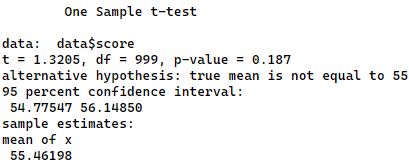 One Sample t-test
data:  data$score
t = 1.3205, df = 999, p-value = 0.187
alternative hypothesis: true mean is not equal to 55
95 percent confidence interval:
54.77547 56.14850
sample estimates:
mean of x
55.46198